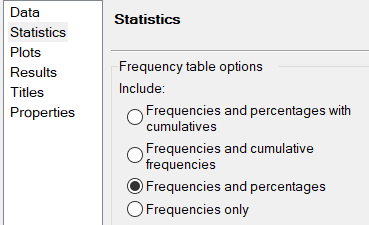 Data
Statistics
Plots
Results
Titles
Properties
Statistics
Frequency table options
Include:
Frequencies and percentages with
cumulatives
Frequencies and cumulative
frequencies
Frequencies and percentages
Frequencies only